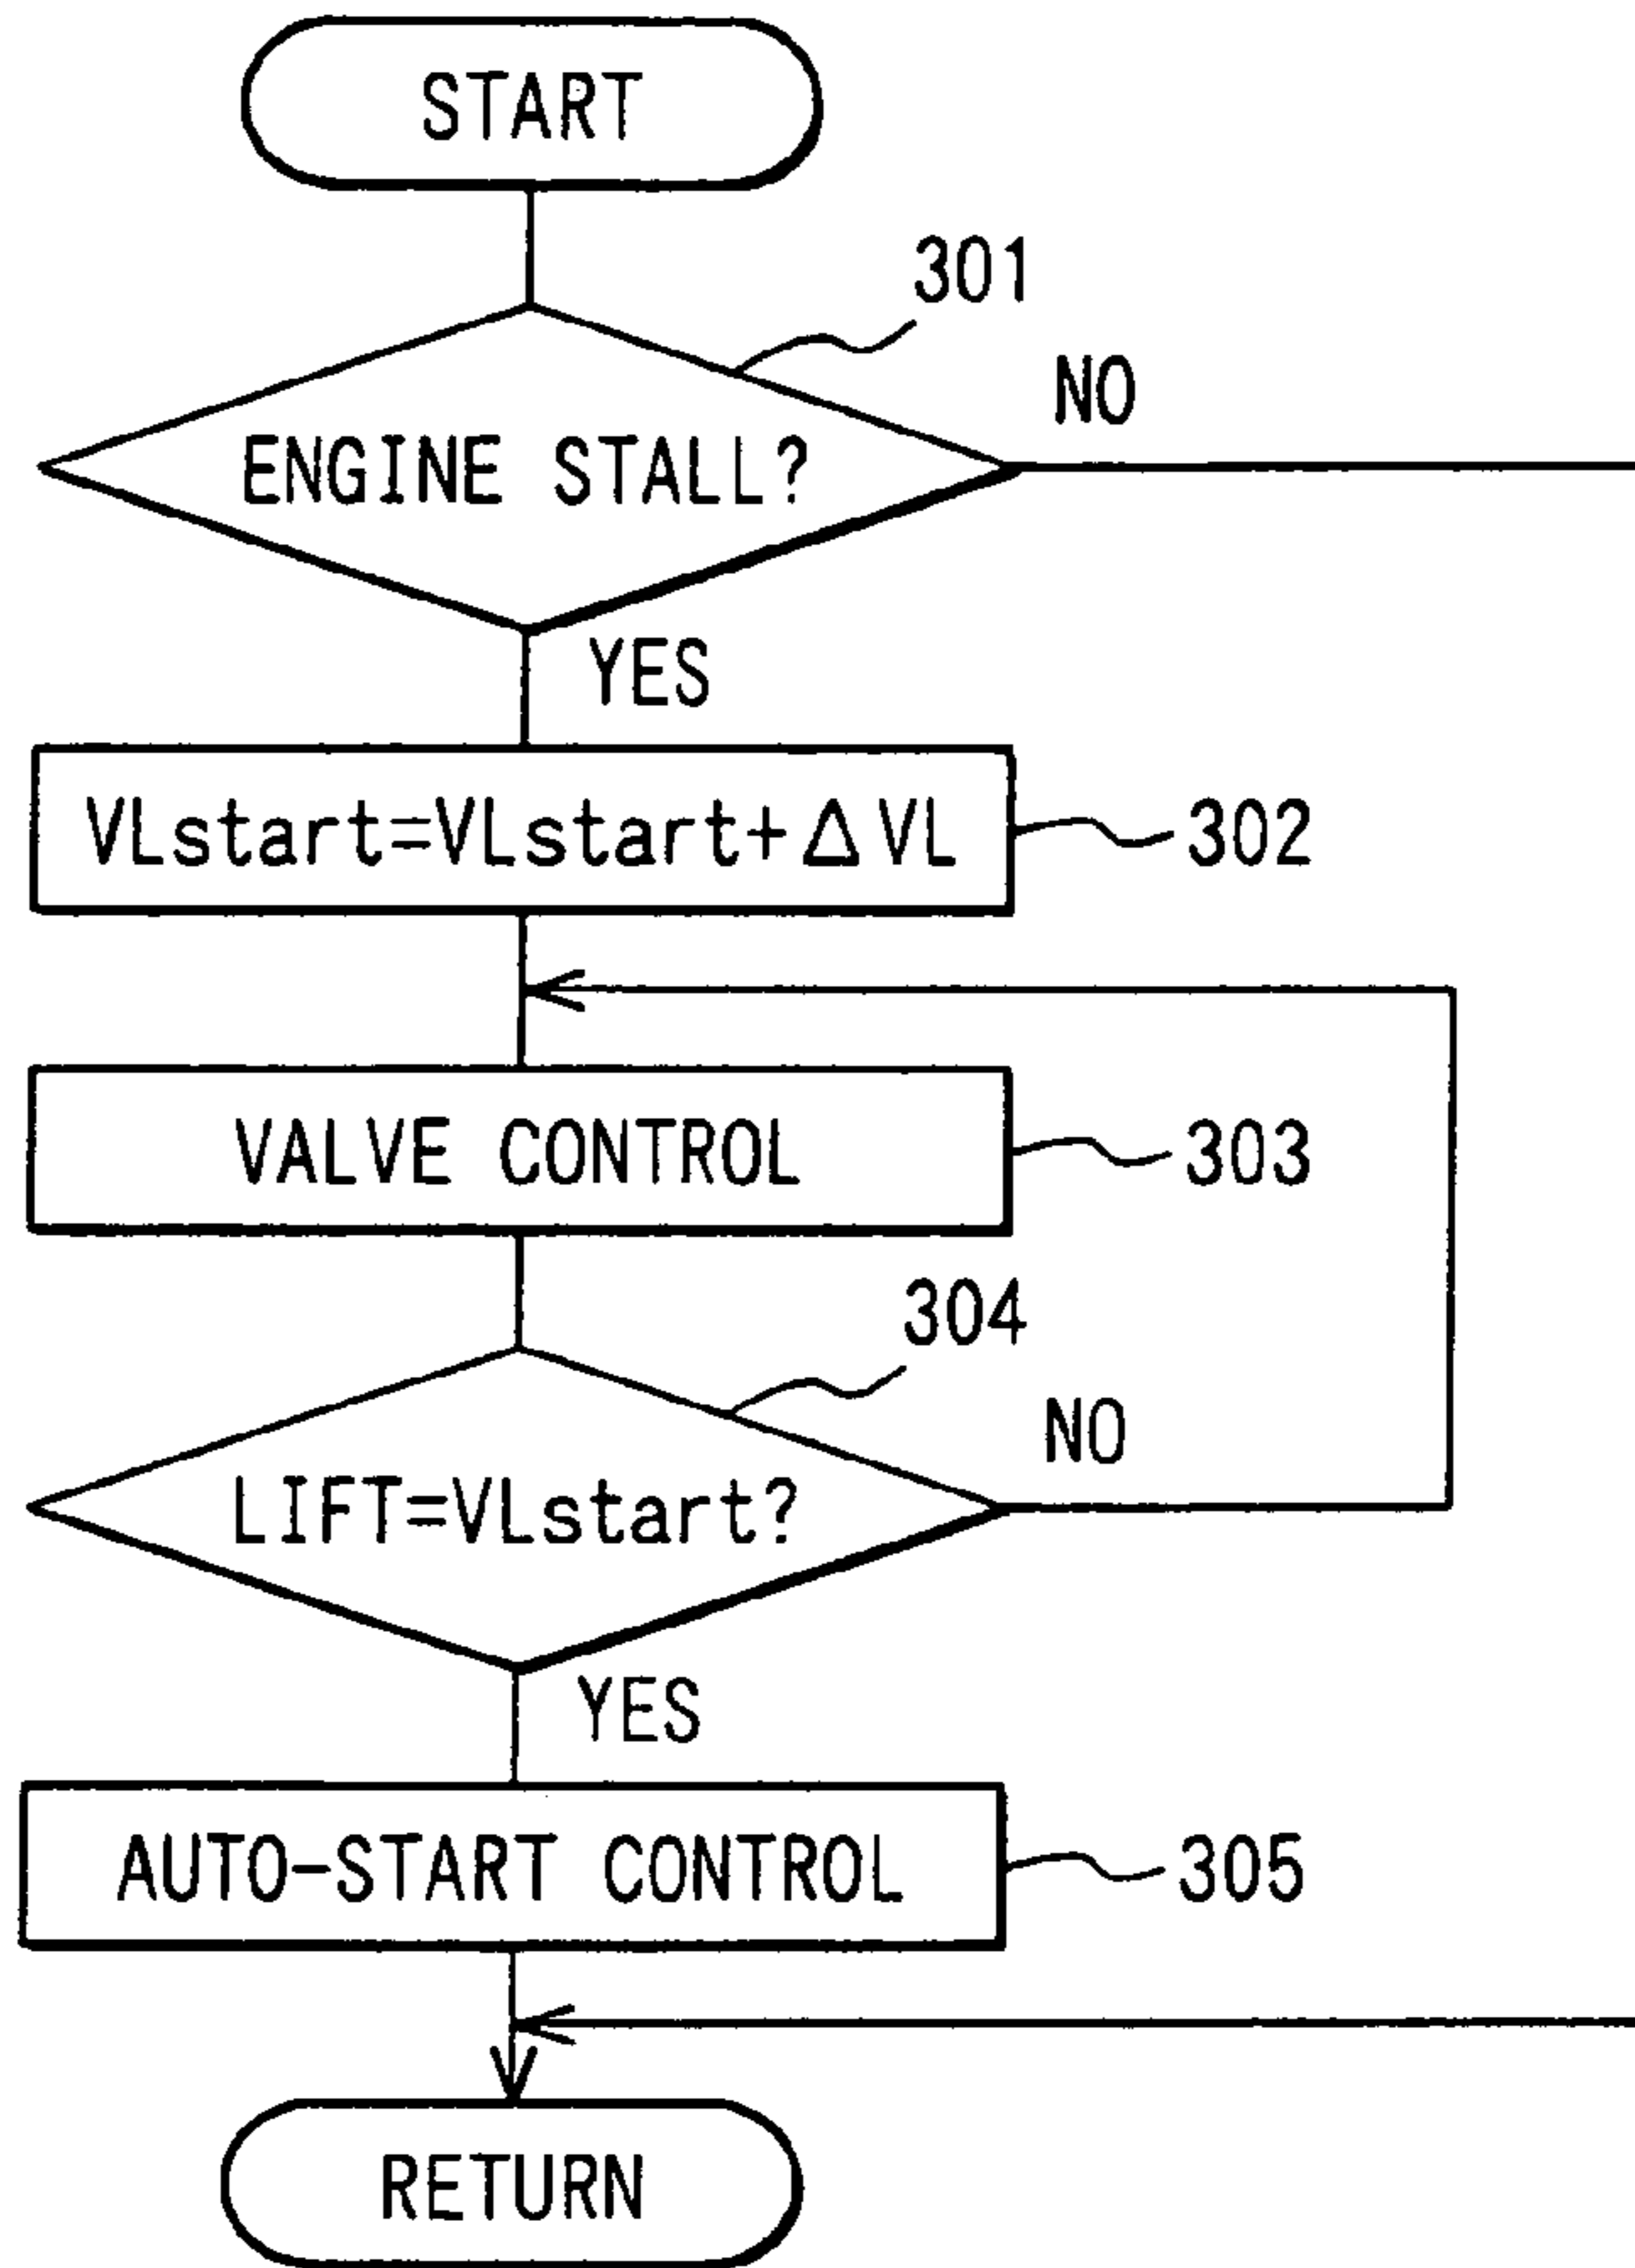 START
301
NO
ENGINE STALL?
YES
VLstart=VLstart+Δ VL
302
VALVE CONTROL
303
304
NO
LIFT=VLstart?
YES
AUTO-START CONTROL
305
RETURN